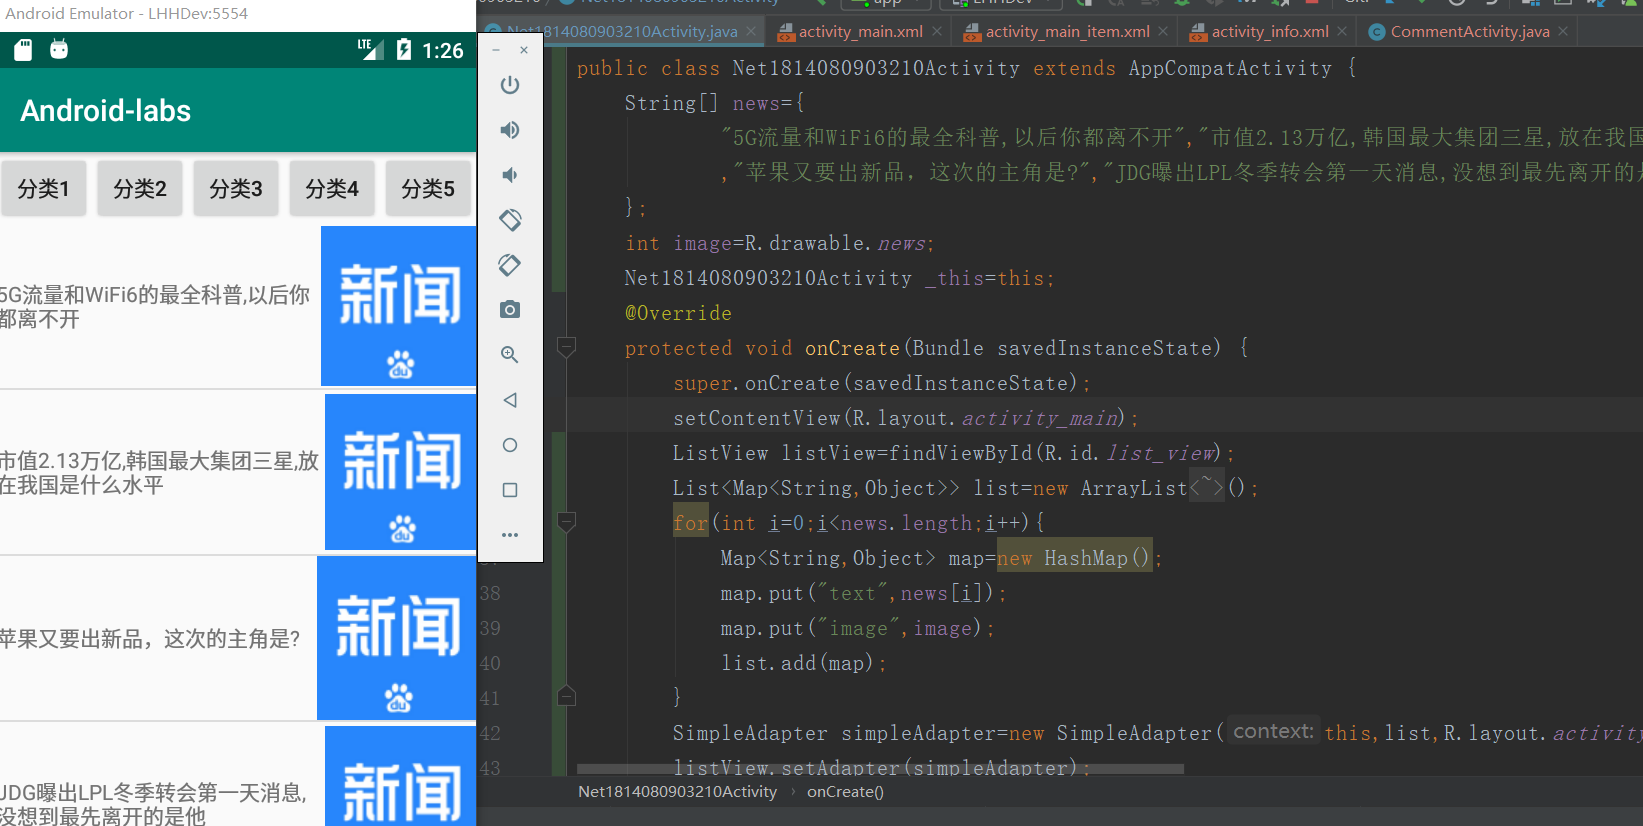 Android Emulator - LHHDev:5554
LTE 1:26
Android-labs
分类1 分类2 分类3 分类4 分类5
5G流量和WiFi6的最全科普,以后你
都离不开
新闻
du
市值2.13万亿,韩国最大集团三星,放
在我国是什么水平
新闻
du
苹果又要出新品，这次的主角是?
新闻
du
JDG曝出LPL冬季转会第一天消息,
没想到最先离开的是他
新闻
Net1814080903210Activity.java activity_main.xml activity_main_item.xml activity_info.xml CommentActivity.java
public class Net1814080903210Activity extends AppCompatActivity {
String[] news={
"5G流量和WiFi6的最全科普,以后你都离不开","市值2.13万亿,韩国最大集团三星,放在我国
,"苹果又要出新品，这次的主角是?","JDG曝出LPL冬季转会第一天消息,没想到最先离开的是
};
int image=R.drawable.news;
Net1814080903210Activity _this=this;
@Override
protected void onCreate(Bundle savedInstanceState) {
super.onCreate(savedInstanceState);
setContentView(R.layout.activity_main);
ListView listView=findViewById(R.id.list_view);
List<Map<String,Object>> list=new ArrayList<~>();
for(int i=0;i<news.length;i++){
Map<String,Object> map=new HashMap();
38 map.put("text",news[i]);
39 map.put("image",image);
40 list.add(map);
41 }
42 SimpleAdapter simpleAdapter=new SimpleAdapter( context: this,list,R.layout.activity
43 listView.setAdapter(simpleAdapter);
Net1814080903210Activity › onCreate()